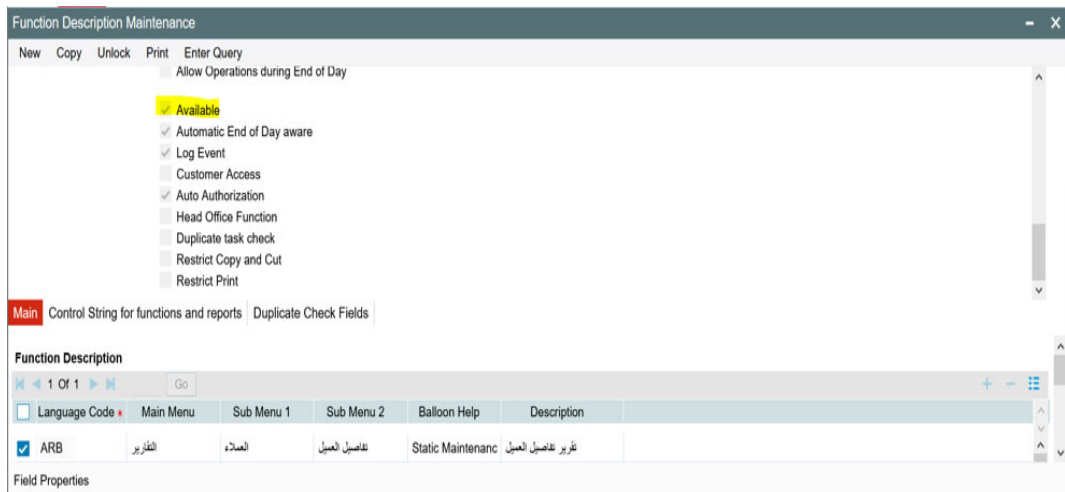 Function Description Maintenance
New Copy Unlock Print Enter Query
Allow Operations during End of Day
Available
Automatic End of Day aware
Log Event
Customer Access
Auto Authorization
Head Office Function
Duplicate task check
Restrict Copy and Cut
Restrict Print
Main Control String for functions and reports Duplicate Check Fields
Function Description
1 Of 1 Go
Language Code * Main Menu Sub Menu 1 Sub Menu 2 Balloon Help Description
ARB التقارير العملاء تفاصيل العميل Static Maintenanc تقرير تفاصيل العميل
Field Properties